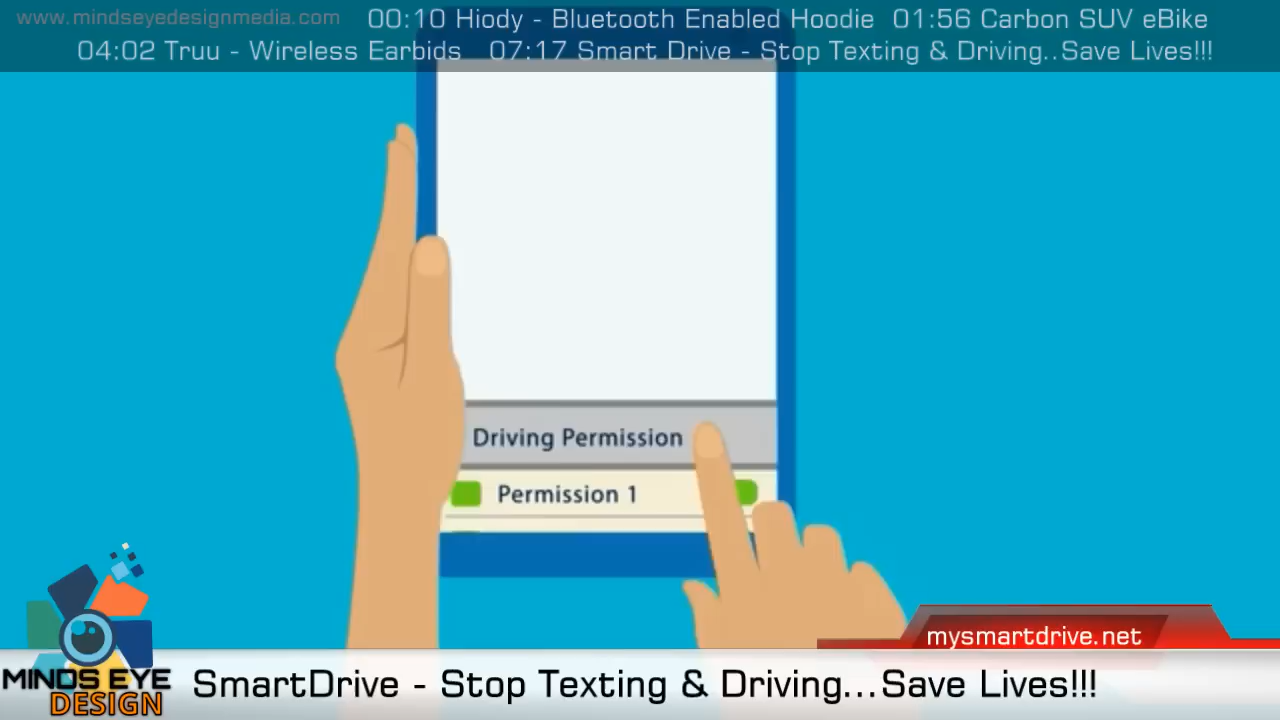 www.mindseyedesignmedia.com 00:10 Hiody - Bluetooth Enabled Hoodie 01:56 Carbon SUV eBike
04:02 Truu - Wireless Earbids 07:17 Smart Drive - Stop Texting & Driving..Save Lives!!!
Driving Permission
Permission 1
mysmartdrive.net
MINDS EYE
DESIGN
SmartDrive - Stop Texting & Driving...Save Lives!!!